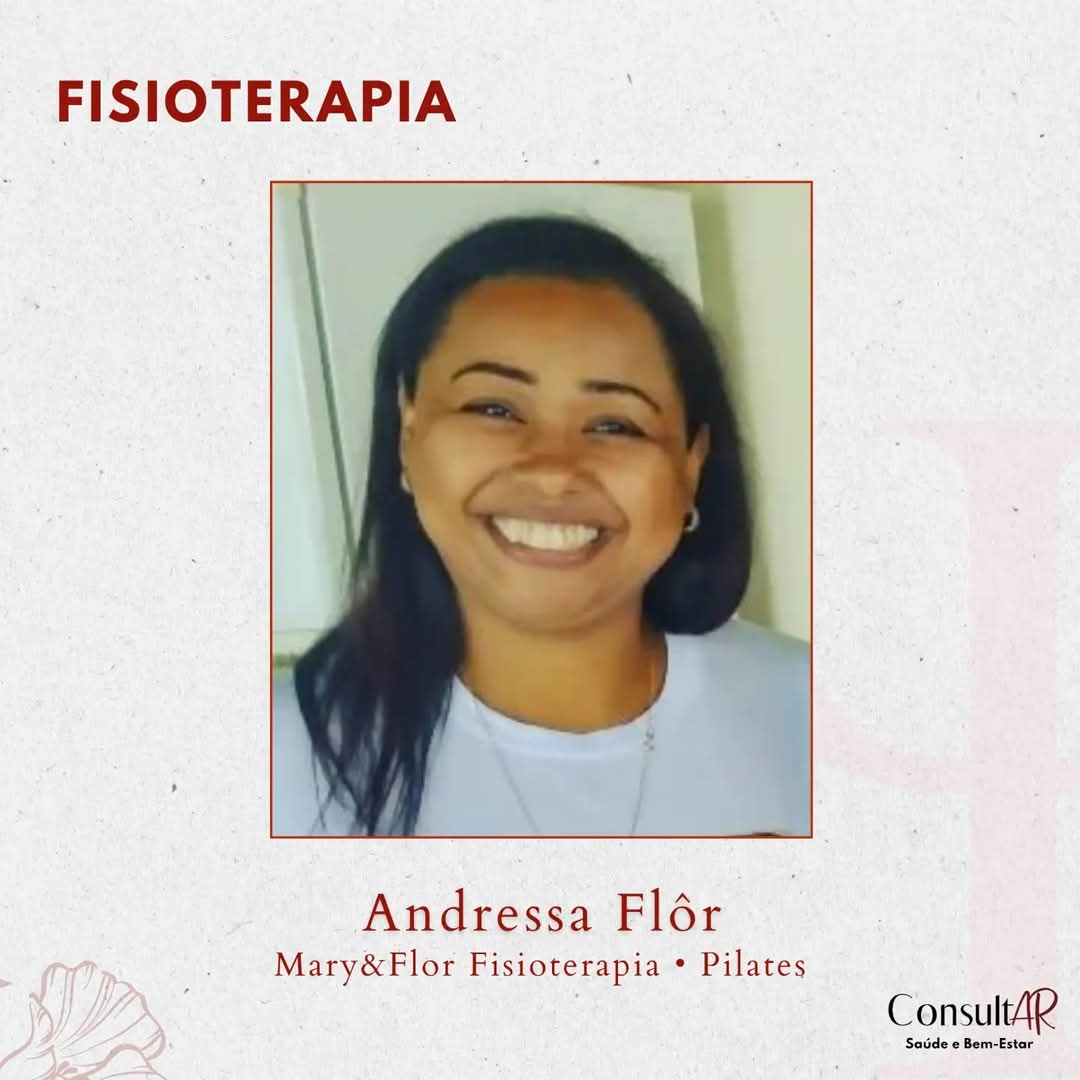 FISIOTERAPIA
Andressa Flôr
Mary&Flor Fisioterapia • Pilates
ConsultAR
Saúde e Bem-Estar